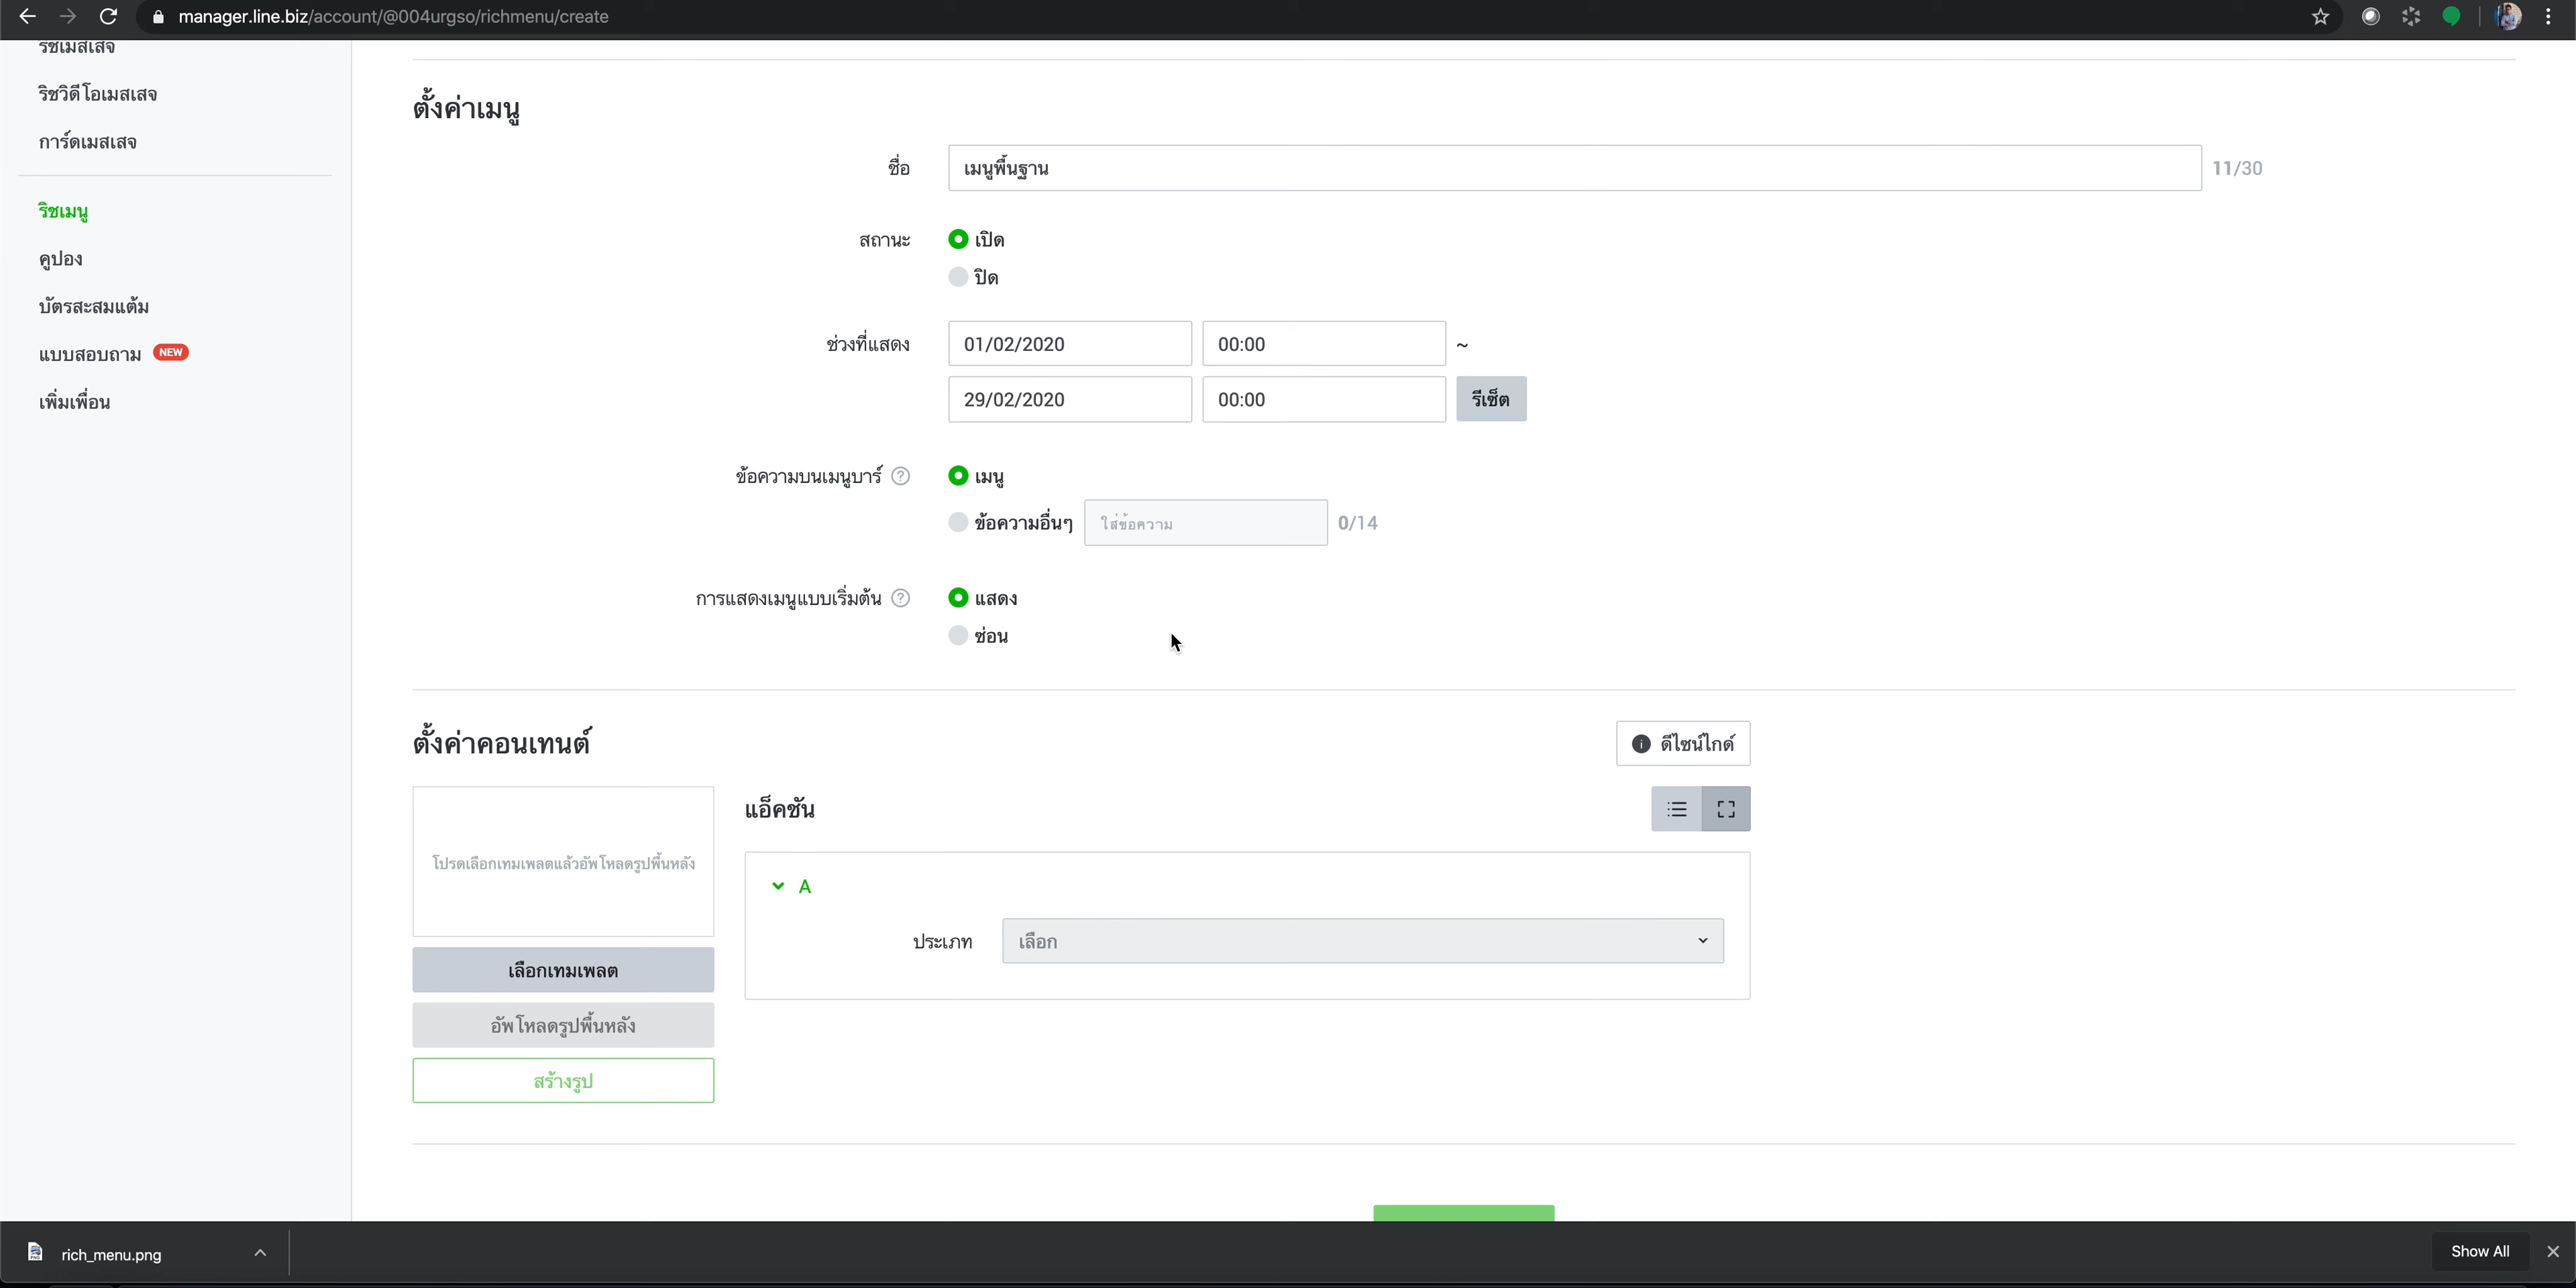 manager.line.biz/account/@004urgso/richmenu/create
ริชเมสเสจ
ริชวิดีโอเมสเสจ
การ์ดเมสเสจ
ริชเมนู
คูปอง
บัตรสะสมแต้ม
แบบสอบถาม NEW
เพิ่มเพื่อน
ตั้งค่าเมนู
ชื่อ เมนูพื้นฐาน 11/30
สถานะ เปิด
ปิด
ช่วงที่แสดง 01/02/2020 00:00 ~
29/02/2020 00:00 รีเซ็ต
ข้อความบนเมนูบาร์ ? เมนู
ข้อความอื่นๆ ใส่ข้อความ 0/14
การแสดงเมนูแบบเริ่มต้น ? แสดง
ซ่อน
ตั้งค่าคอนเทนต์ ดีไซน์ไกด์
แอ็คชัน
โปรดเลือกเทมเพลตแล้วอัพโหลดรูปพื้นหลัง
A
ประเภท เลือก
เลือกเทมเพลต
อัพโหลดรูปพื้นหลัง
สร้างรูป
rich_menu.png Show All